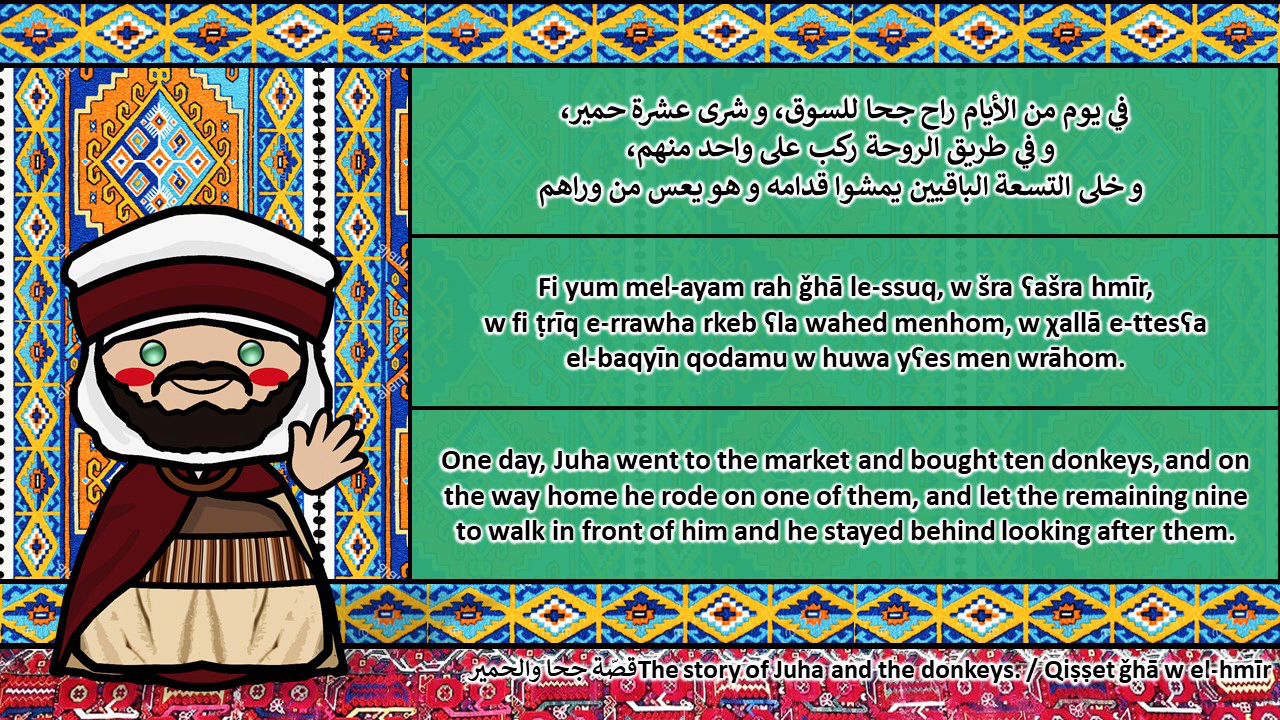 في يوم من الأيام راح جحا للسوق، و شرى عشرة حمير،
و في طريق الروحة ركب على واحد منهم،
و خلى التسعة الباقيين يمشوا قدامه و هو يعس من وراهم
Fi yum mel-ayam rah ǧhā le-ssuq, w šra ʕašra hmīr,
w fi ṭrīq e-rrawha rkeb ʕla wahed menhom, w χallā e-ttesʕa
el-baqyīn qodamu w huwa yʕes men wrāhom.
One day, Juha went to the market and bought ten donkeys, and on
the way home he rode on one of them, and let the remaining nine
to walk in front of him and he stayed behind looking after them.
قصة جحا والحمير The story of Juha and the donkeys. / Qiṣṣet ǧhā w el-hmīr